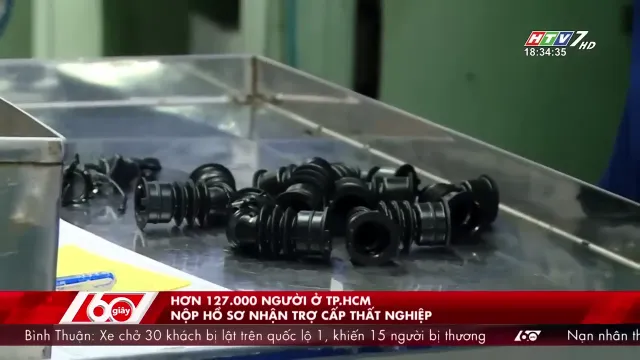 HTV7 HD
18:34:35
60 giây
HƠN 127.000 NGƯỜI Ở TP.HCM
NỘP HỒ SƠ NHẬN TRỢ CẤP THẤT NGHIỆP
Bình Thuận: Xe chở 30 khách bị lật trên quốc lộ 1, khiến 15 người bị thương
60
Nạn nhân th